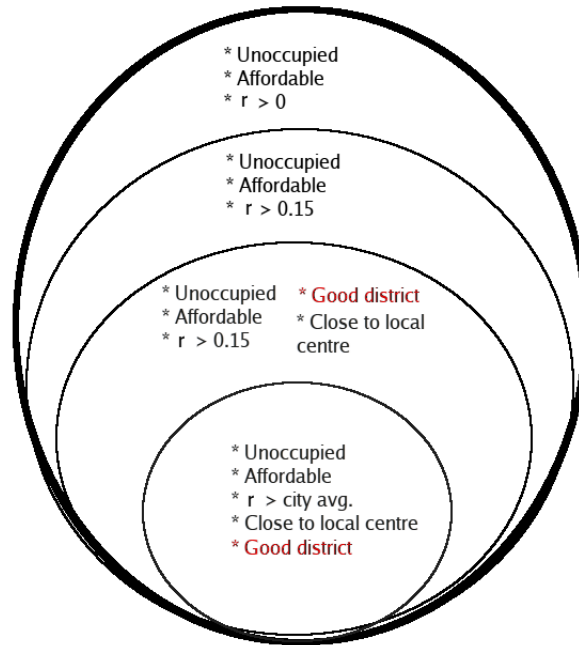 * Unoccupied
* Affordable
* r > 0
* Unoccupied
* Affordable
* r > 0.15
* Unoccupied
* Affordable
* r > 0.15
* Good district
* Close to local
centre
* Unoccupied
* Affordable
* r > city avg.
* Close to local centre
* Good district